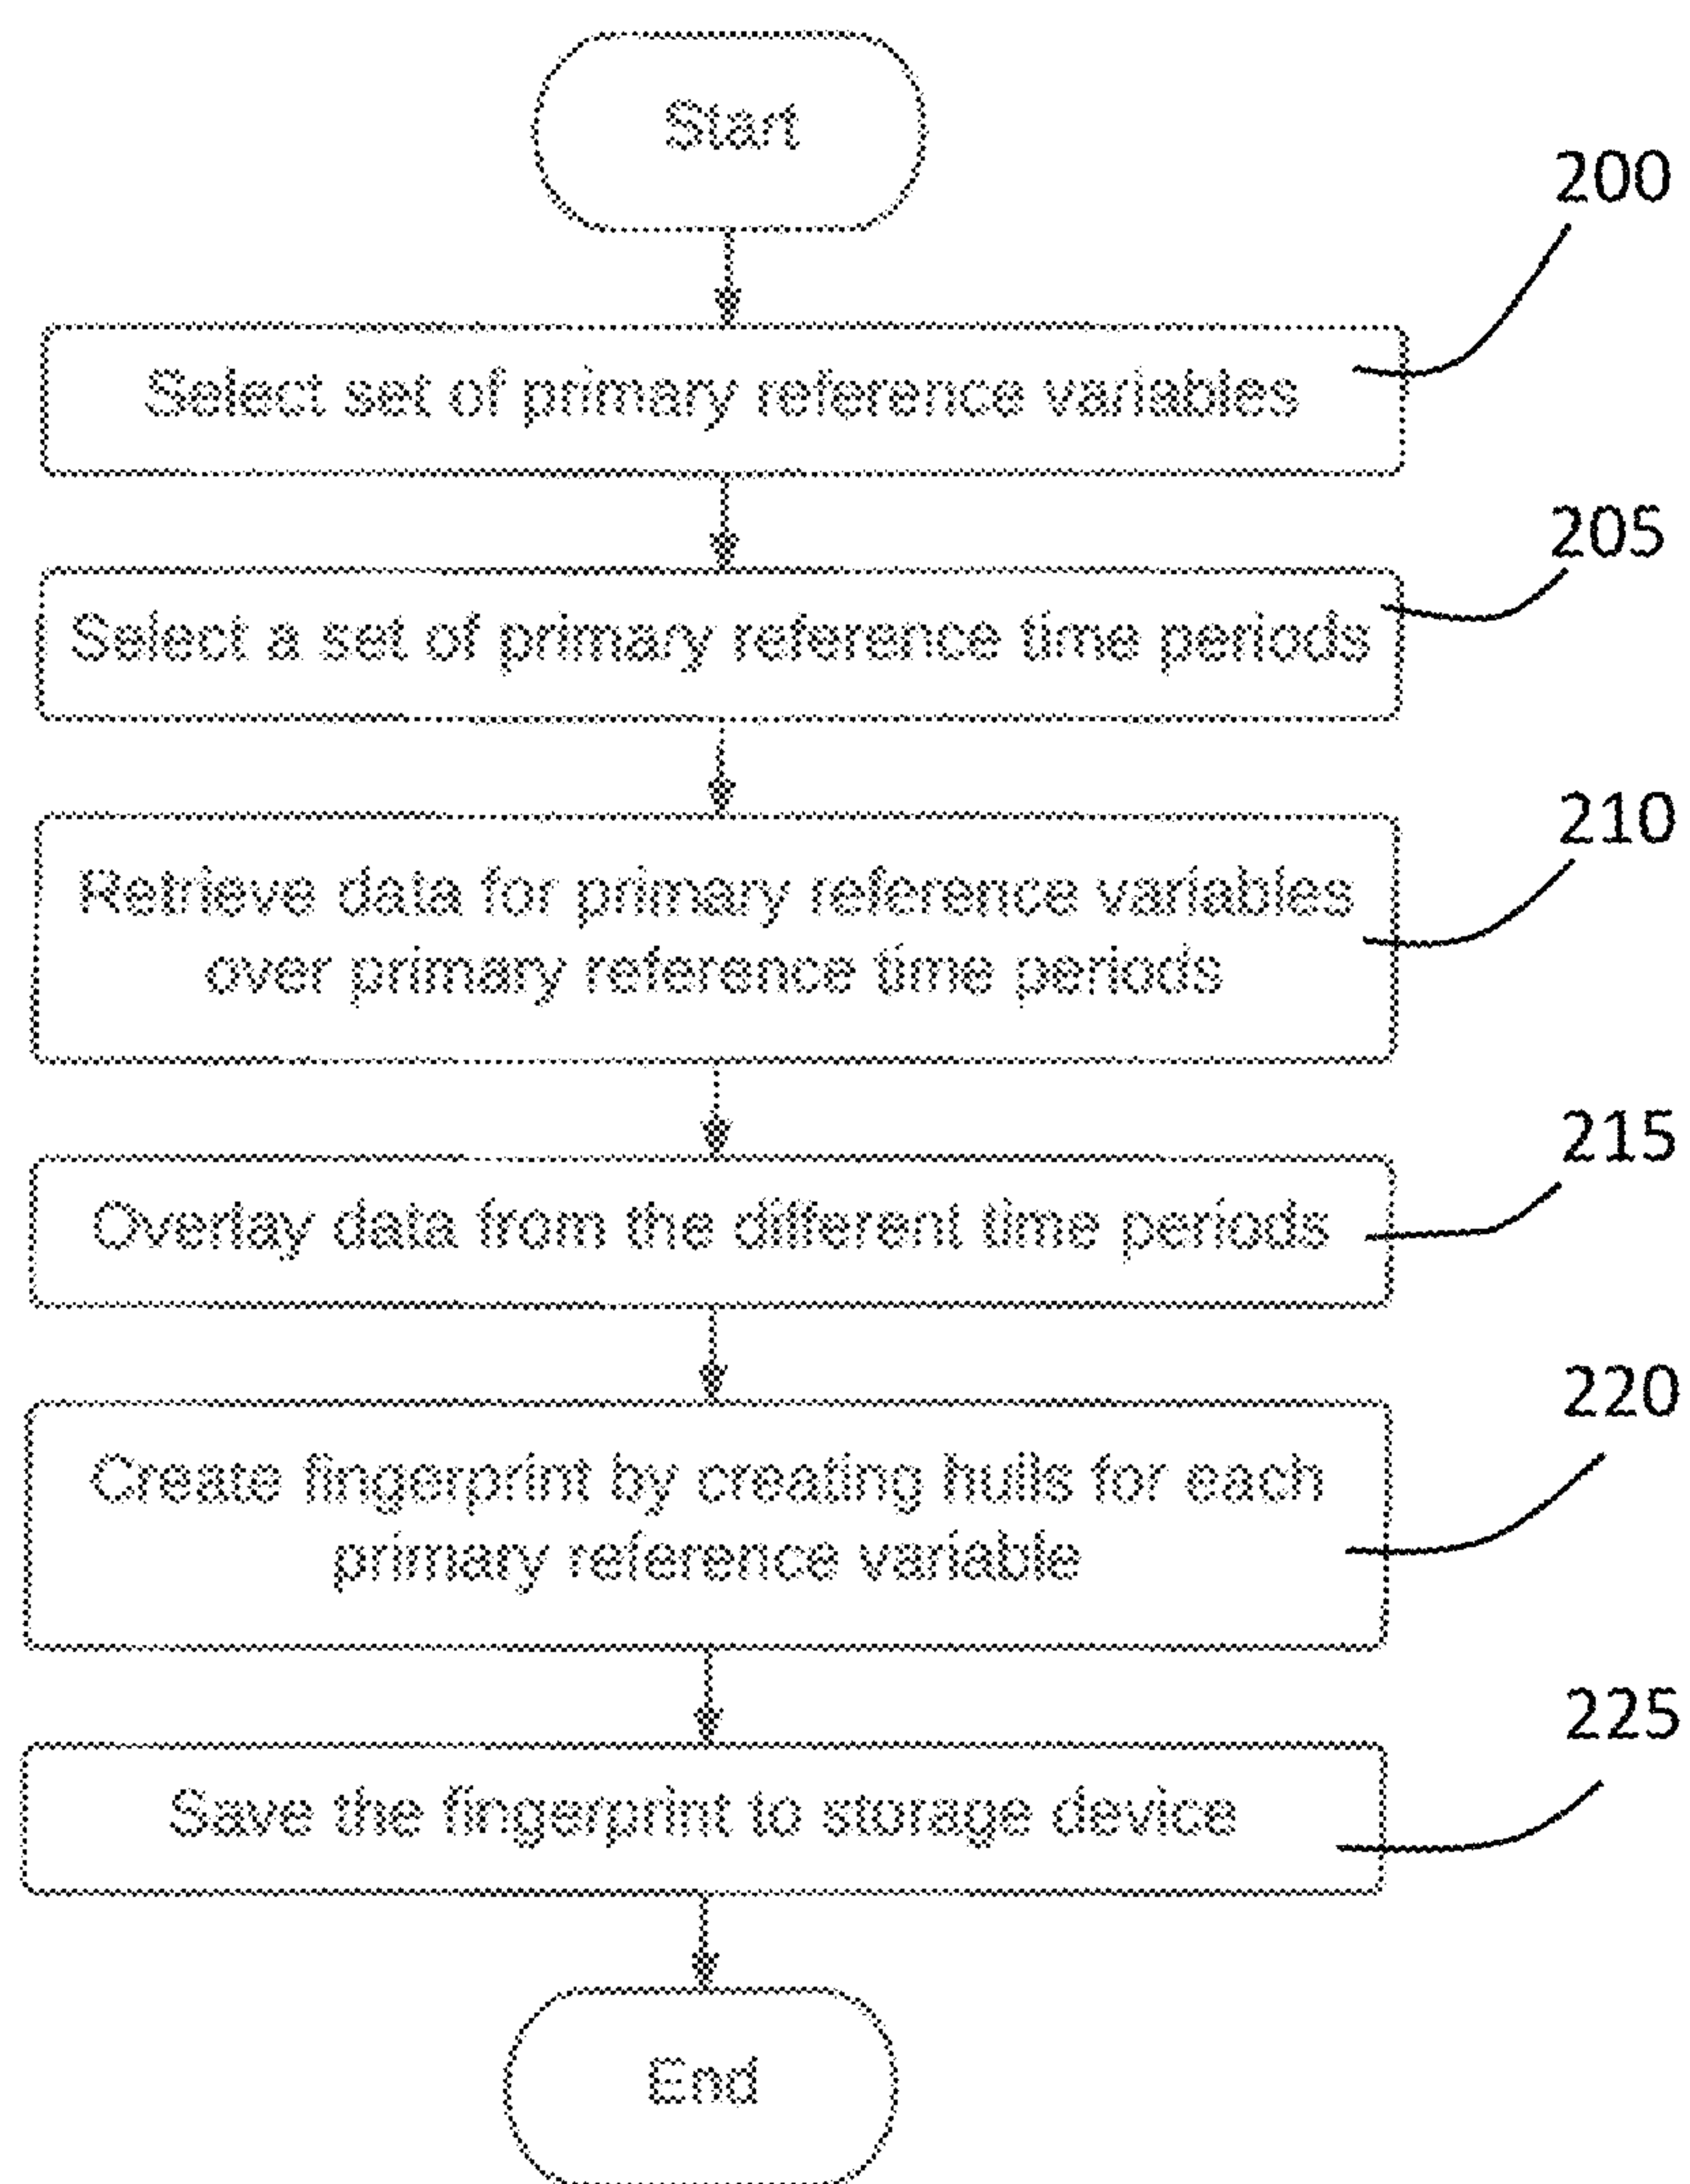 Start
200
Select set of primary reference variables
205
Select a set of primary reference time periods
210
Retrieve data for primary reference variables
over primary reference time periods
215
Overlay data from the different time periods
220
Create fingerprint by creating hulls for each
primary reference variable
225
Save the fingerprint to storage device
End